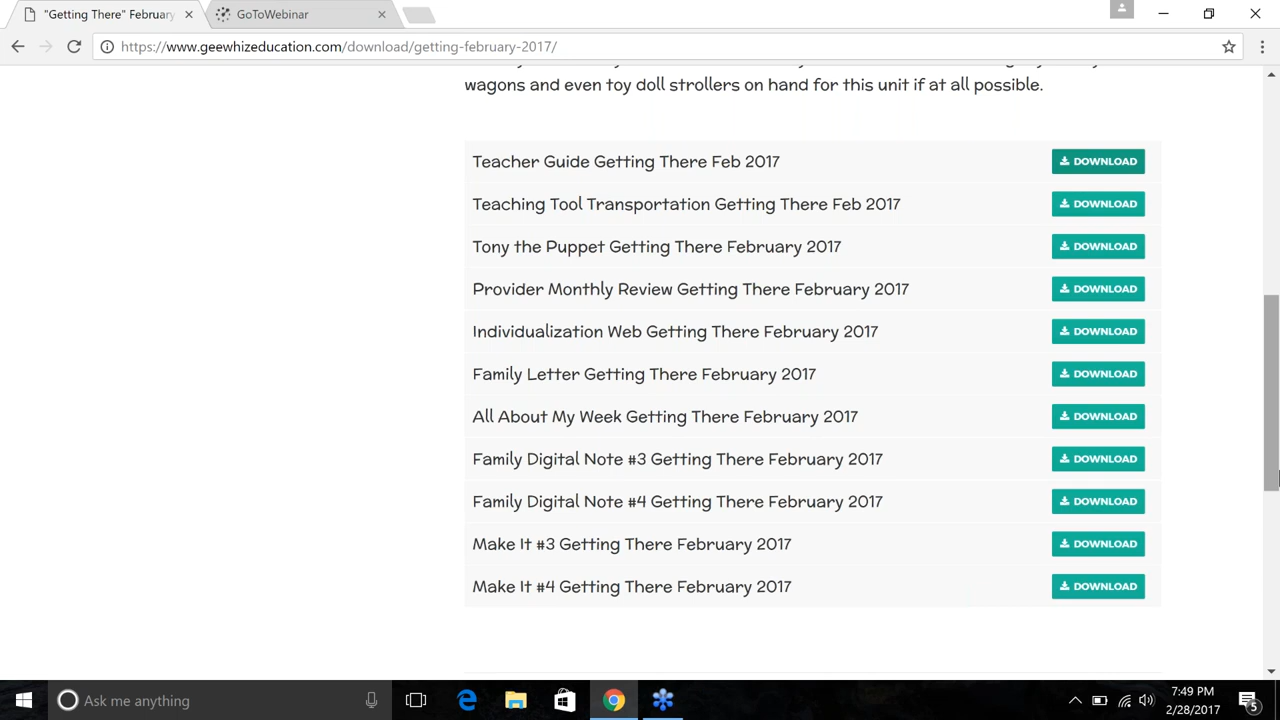 "Getting There" February
GoToWebinar
https://www.geewhizeducation.com/download/getting-february-2017/
wagons and even toy doll strollers on hand for this unit if at all possible.
Teacher Guide Getting There Feb 2017 DOWNLOAD
Teaching Tool Transportation Getting There Feb 2017 DOWNLOAD
Tony the Puppet Getting There February 2017 DOWNLOAD
Provider Monthly Review Getting There February 2017 DOWNLOAD
Individualization Web Getting There February 2017 DOWNLOAD
Family Letter Getting There February 2017 DOWNLOAD
All About My Week Getting There February 2017 DOWNLOAD
Family Digital Note #3 Getting There February 2017 DOWNLOAD
Family Digital Note #4 Getting There February 2017 DOWNLOAD
Make It #3 Getting There February 2017 DOWNLOAD
Make It #4 Getting There February 2017 DOWNLOAD
Ask me anything
7:49 PM
2/28/2017
5